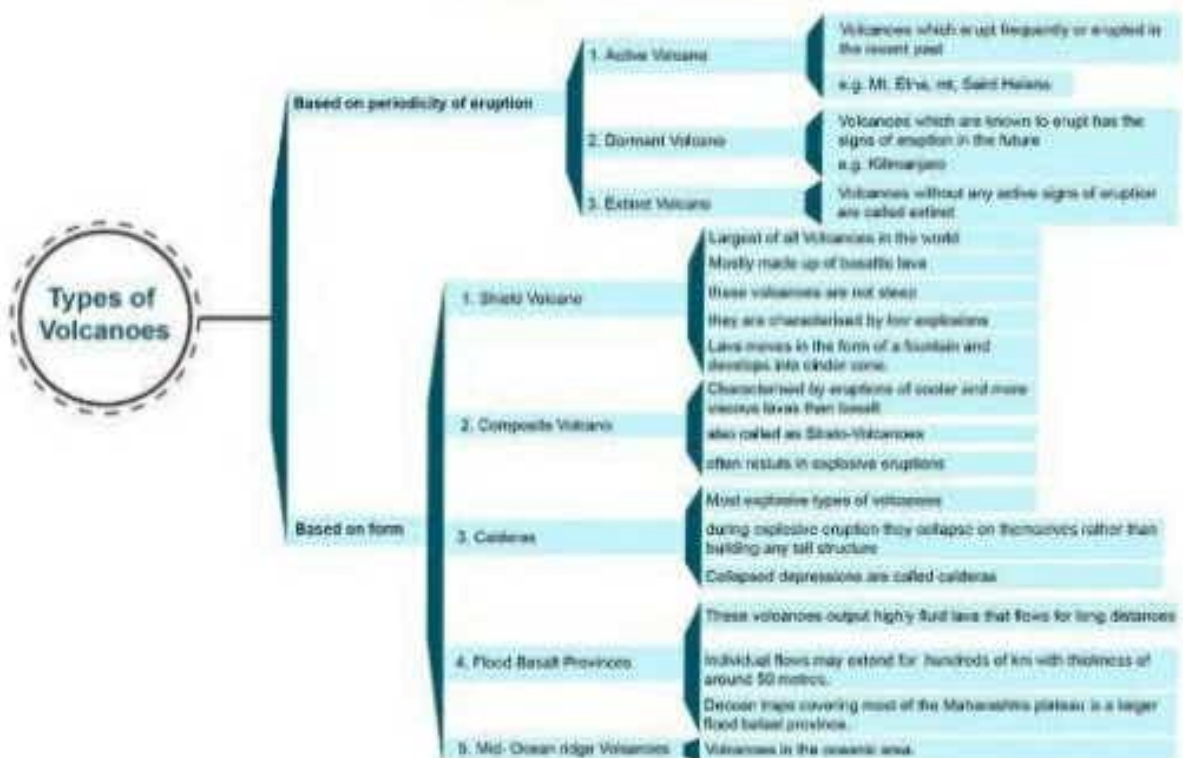 Types of
Volcanoes
Based on periodicity of eruption
1. Active Volcano
Volcanoes which erupt frequently or erupted in
the recent past
e.g. Mt. Etna, mt, Saint Helens
2. Dormant Volcano
Volcanoes which are known to erupt has the
signs of eruption in the future
e.g. Kilimanjaro
3. Extinct Volcano
Volcanoes without any active signs of eruption
are called extinct
Based on form
1. Shield Volcano
Largest of all Volcanoes in the world
Mostly made up of basaltic lava
these volcanoes are not steep
they are characterised by low explosions
Lava moves in the form of a fountain and
develops into cinder cone.
2. Composite Volcano
Characterised by eruptions of cooler and more
viscous lavas than basalt
also called as Strato-Volcanoes
often results in explosive eruptions
3. Calderas
Most explosive types of volcanoes
during explosive eruption they collapse on themselves rather than
building any tall structure
Collapsed depressions are called calderas
4. Flood Basalt Provinces
These volcanoes output highly fluid lava that flows for long distances
Individual flows may extend for hundreds of km with thickness of
around 50 metres.
Deccan traps covering most of the Maharashtra plateau is a larger
flood basalt province.
5. Mid- Ocean ridge Volcanoes
Volcanoes in the oceanic area.